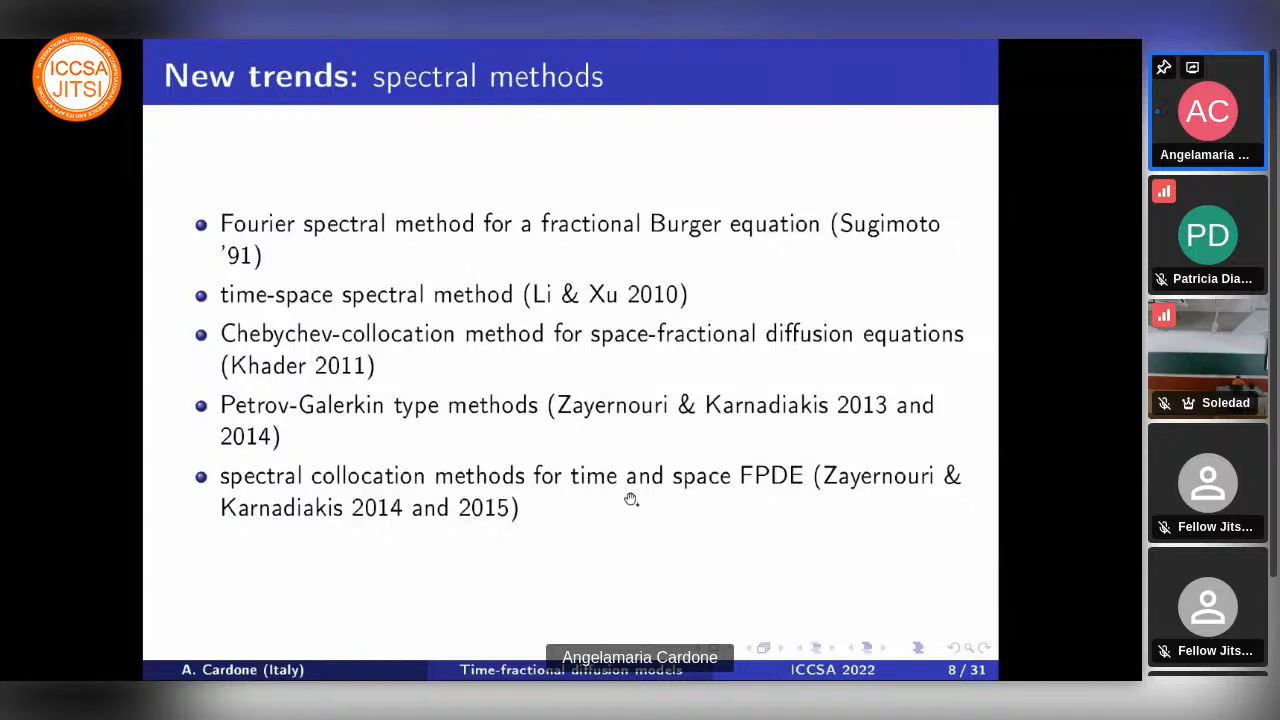 ICCSA
JITSI
New trends: spectral methods
Fourier spectral method for a fractional Burger equation (Sugimoto
'91)
time-space spectral method (Li & Xu 2010)
Chebychev-collocation method for space-fractional diffusion equations
(Khader 2011)
Petrov-Galerkin type methods (Zayernouri & Karnadiakis 2013 and
2014)
spectral collocation methods for time and space FPDE (Zayernouri &
Karnadiakis 2014 and 2015)
Angelamaria Cardone
A. Cardone (Italy)
Time-fractional diffusion models
ICCSA 2022
8 / 31
AC
Angelamaria ...
PD
Patricia Dia...
Soledad
Fellow Jits...
Fellow Jits...